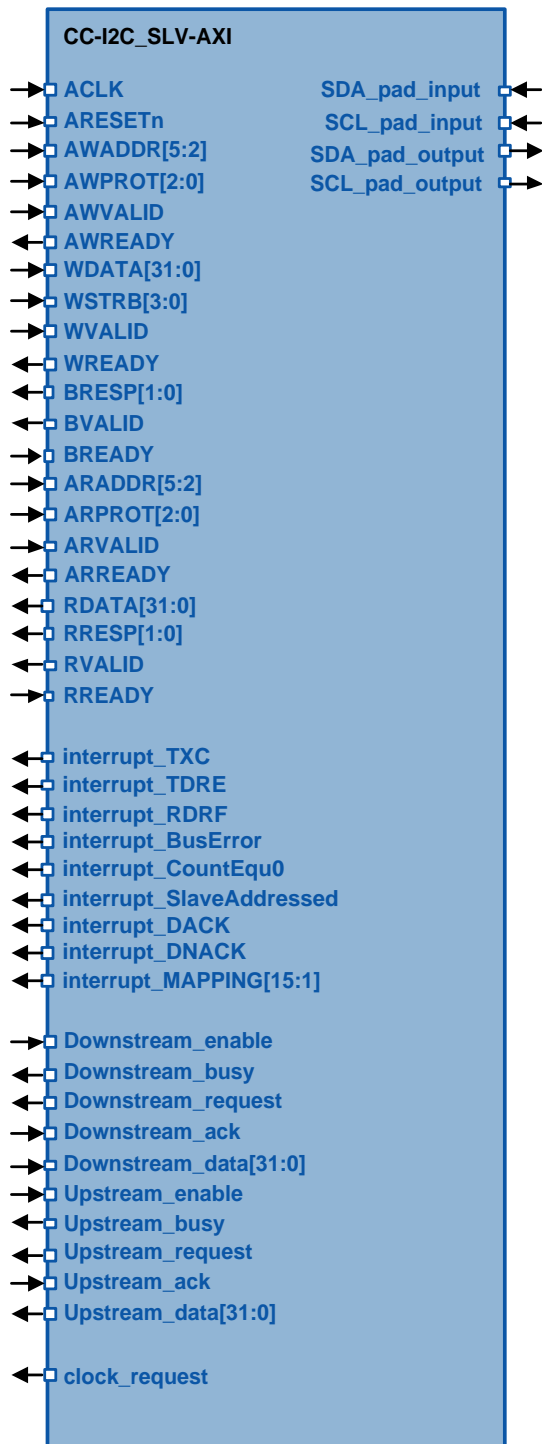 CC-I2C_SLV-AXI
ACLK SDA_pad_input
ARESETn SCL_pad_input
AWADDR[5:2] SDA_pad_output
AWPROT[2:0] SCL_pad_output
AWVALID
AWREADY
WDATA[31:0]
WSTRB[3:0]
WVALID
WREADY
BRESP[1:0]
BVALID
BREADY
ARADDR[5:2]
ARPROT[2:0]
ARVALID
ARREADY
RDATA[31:0]
RRESP[1:0]
RVALID
RREADY
interrupt_TXC
interrupt_TDRE
interrupt_RDRF
interrupt_BusError
interrupt_CountEqu0
interrupt_SlaveAddressed
interrupt_DACK
interrupt_DNACK
interrupt_MAPPING[15:1]
Downstream_enable
Downstream_busy
Downstream_request
Downstream_ack
Downstream_data[31:0]
Upstream_enable
Upstream_busy
Upstream_request
Upstream_ack
Upstream_data[31:0]
clock_request